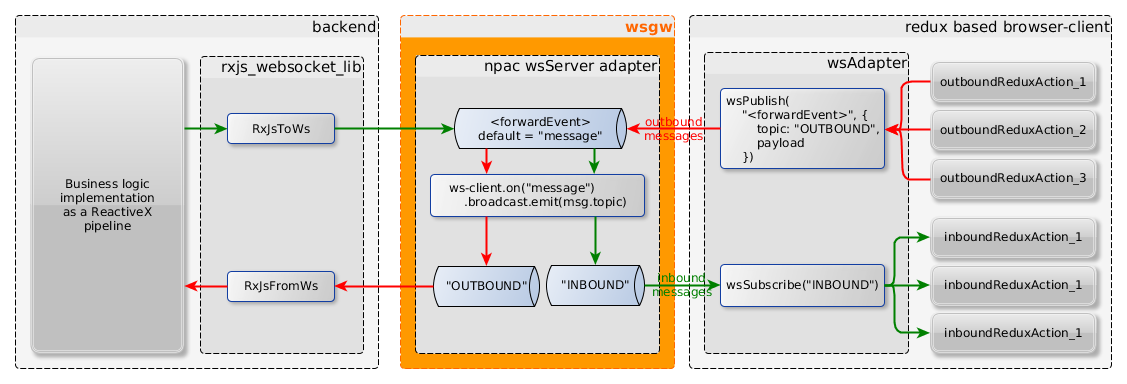 backend
rxjs_websocket_lib
Business logic
implementation
as a ReactiveX
pipeline
RxJsToWs
RxJsFromWs
wsgw
npac wsServer adapter
<forwardEvent>
default = "message"
ws-client.on("message")
.broadcast.emit(msg.topic)
"OUTBOUND"
"INBOUND"
outbound
messages
inbound
messages
redux based browser-client
wsAdapter
wsPublish(
"<forwardEvent>", {
topic: "OUTBOUND",
payload
})
wsSubscribe("INBOUND")
outboundReduxAction_1
outboundReduxAction_2
outboundReduxAction_3
inboundReduxAction_1
inboundReduxAction_1
inboundReduxAction_1